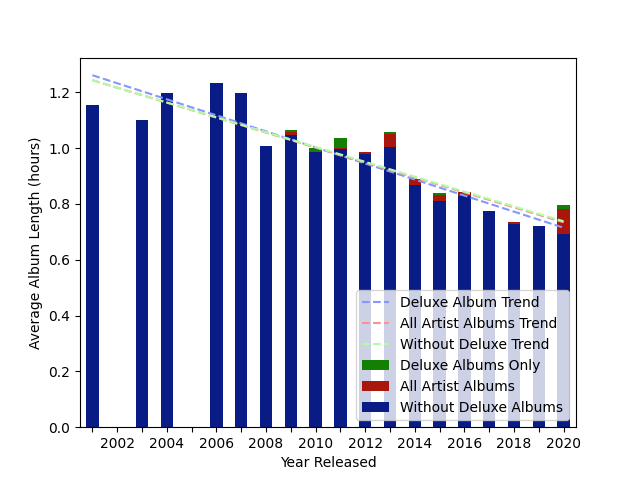 1.2
1.0
0.8
0.6
0.4
0.2
0.0
Average Album Length (hours)
Deluxe Album Trend
All Artist Albums Trend
Without Deluxe Trend
Deluxe Albums Only
All Artist Albums
Without Deluxe Albums
2002 2004 2006 2008 2010 2012 2014 2016 2018 2020
Year Released